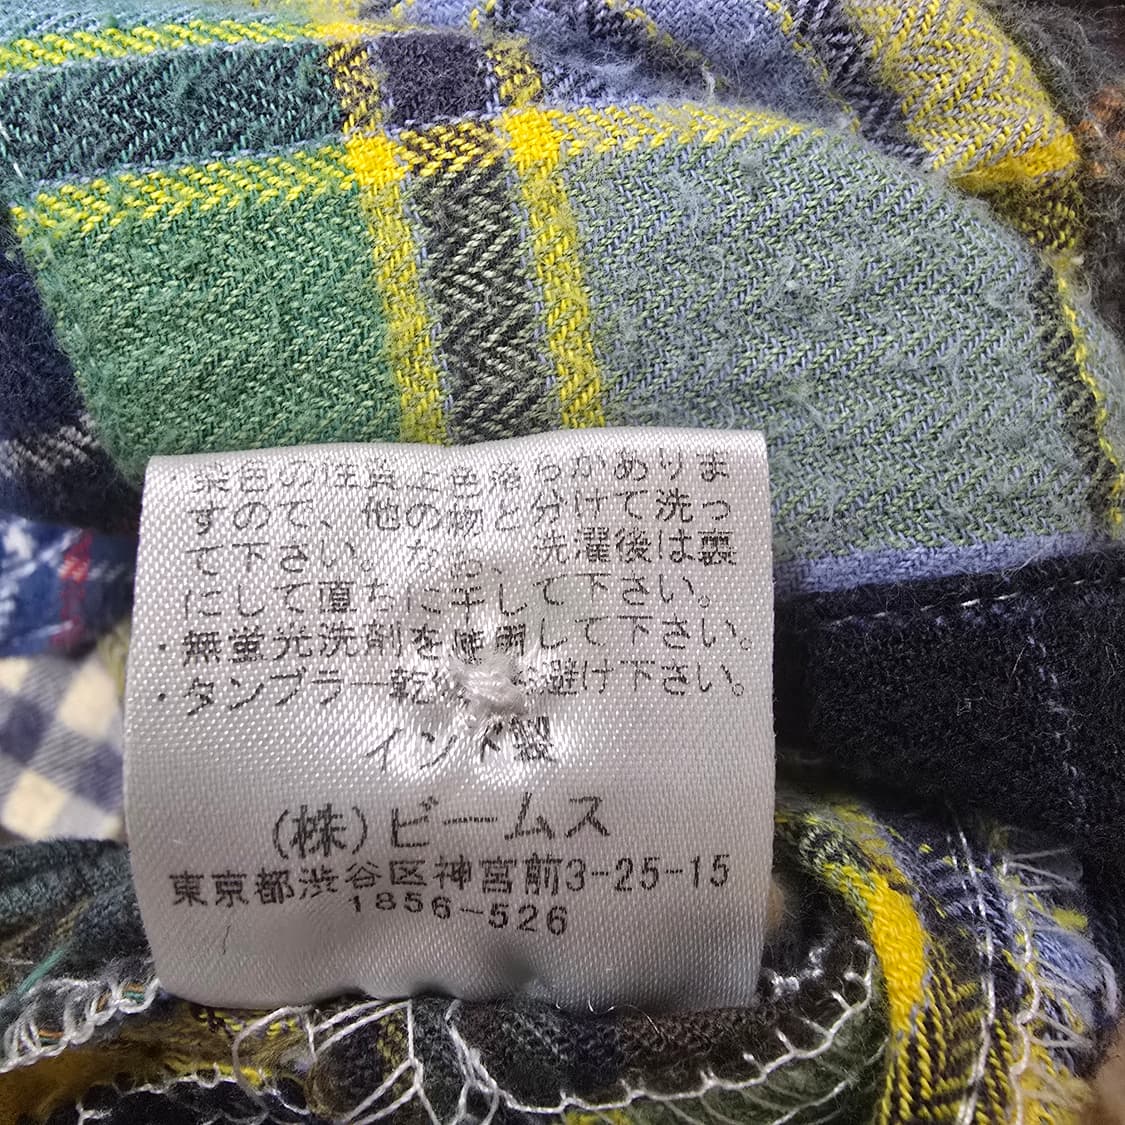 ・染色の性質上色落ちがありま
すので、他の物と分けて洗っ
て下さい。なお、洗濯後は裏
にして直ちに干して下さい。
・無蛍光洗剤を使用して下さい。
・タンブラー乾燥は避け下さい。
インド製
(株)ビームス
東京都渋谷区神宮前3-25-15
1856-526